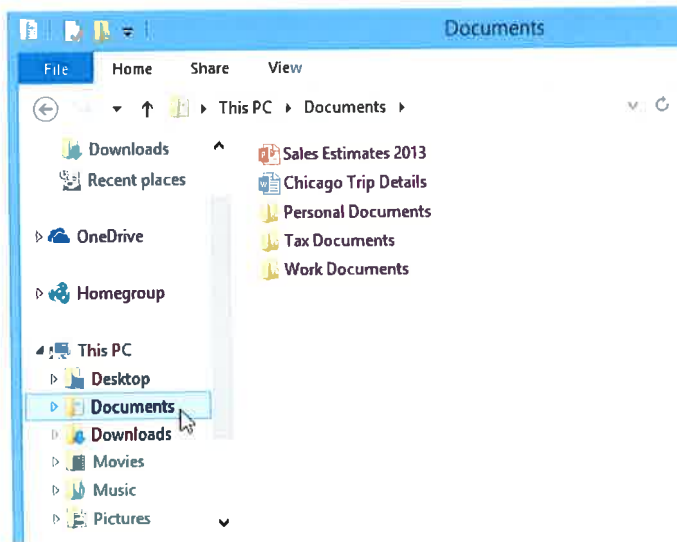 Documents
File Home Share View
This PC Documents
Downloads
Recent places
OneDrive
Homegroup
This PC
Desktop
Documents
Downloads
Movies
Music
Pictures
Sales Estimates 2013
Chicago Trip Details
Personal Documents
Tax Documents
Work Documents